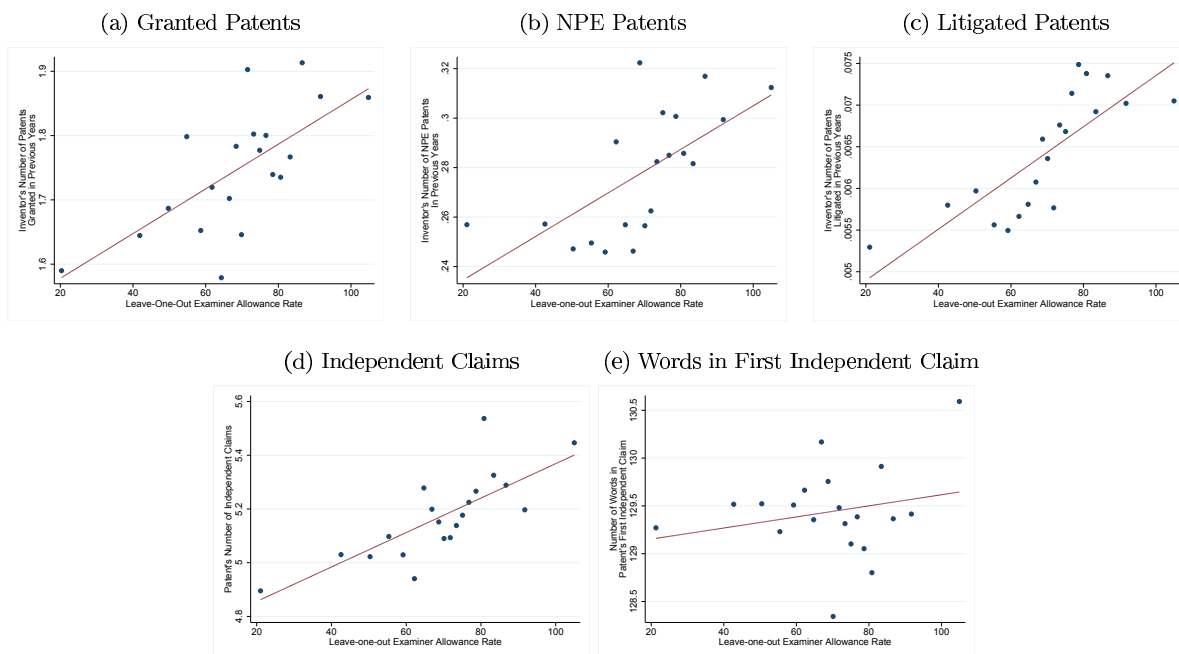 (a) Granted Patents
(b) NPE Patents
(c) Litigated Patents
Inventor's Number of Patents
Granted in Previous Years
1.9
1.8
1.7
1.6
20 40 60 80 100
Leave-One-Out Examiner Allowance Rate
Inventor's Number of NPE Patents
In Previous Years
.32
.3
.28
.26
.24
20 40 60 80 100
Leave-one-out Examiner Allowance Rate
Inventor's Number of Patents
Litigated in Previous Years
.0075
.007
.0065
.006
.0055
.005
20 40 60 80 100
Leave-one-out Examiner Allowance Rate
(d) Independent Claims
(e) Words in First Independent Claim
Patent's Number of Independent Claims
5.6
5.4
5.2
5
4.8
20 40 60 80 100
Leave-one-out Examiner Allowance Rate
Number of Words in
Patent's First Independent Claim
130.5
130
129.5
129
128.5
20 40 60 80 100
Leave-one-out Examiner Allowance Rate